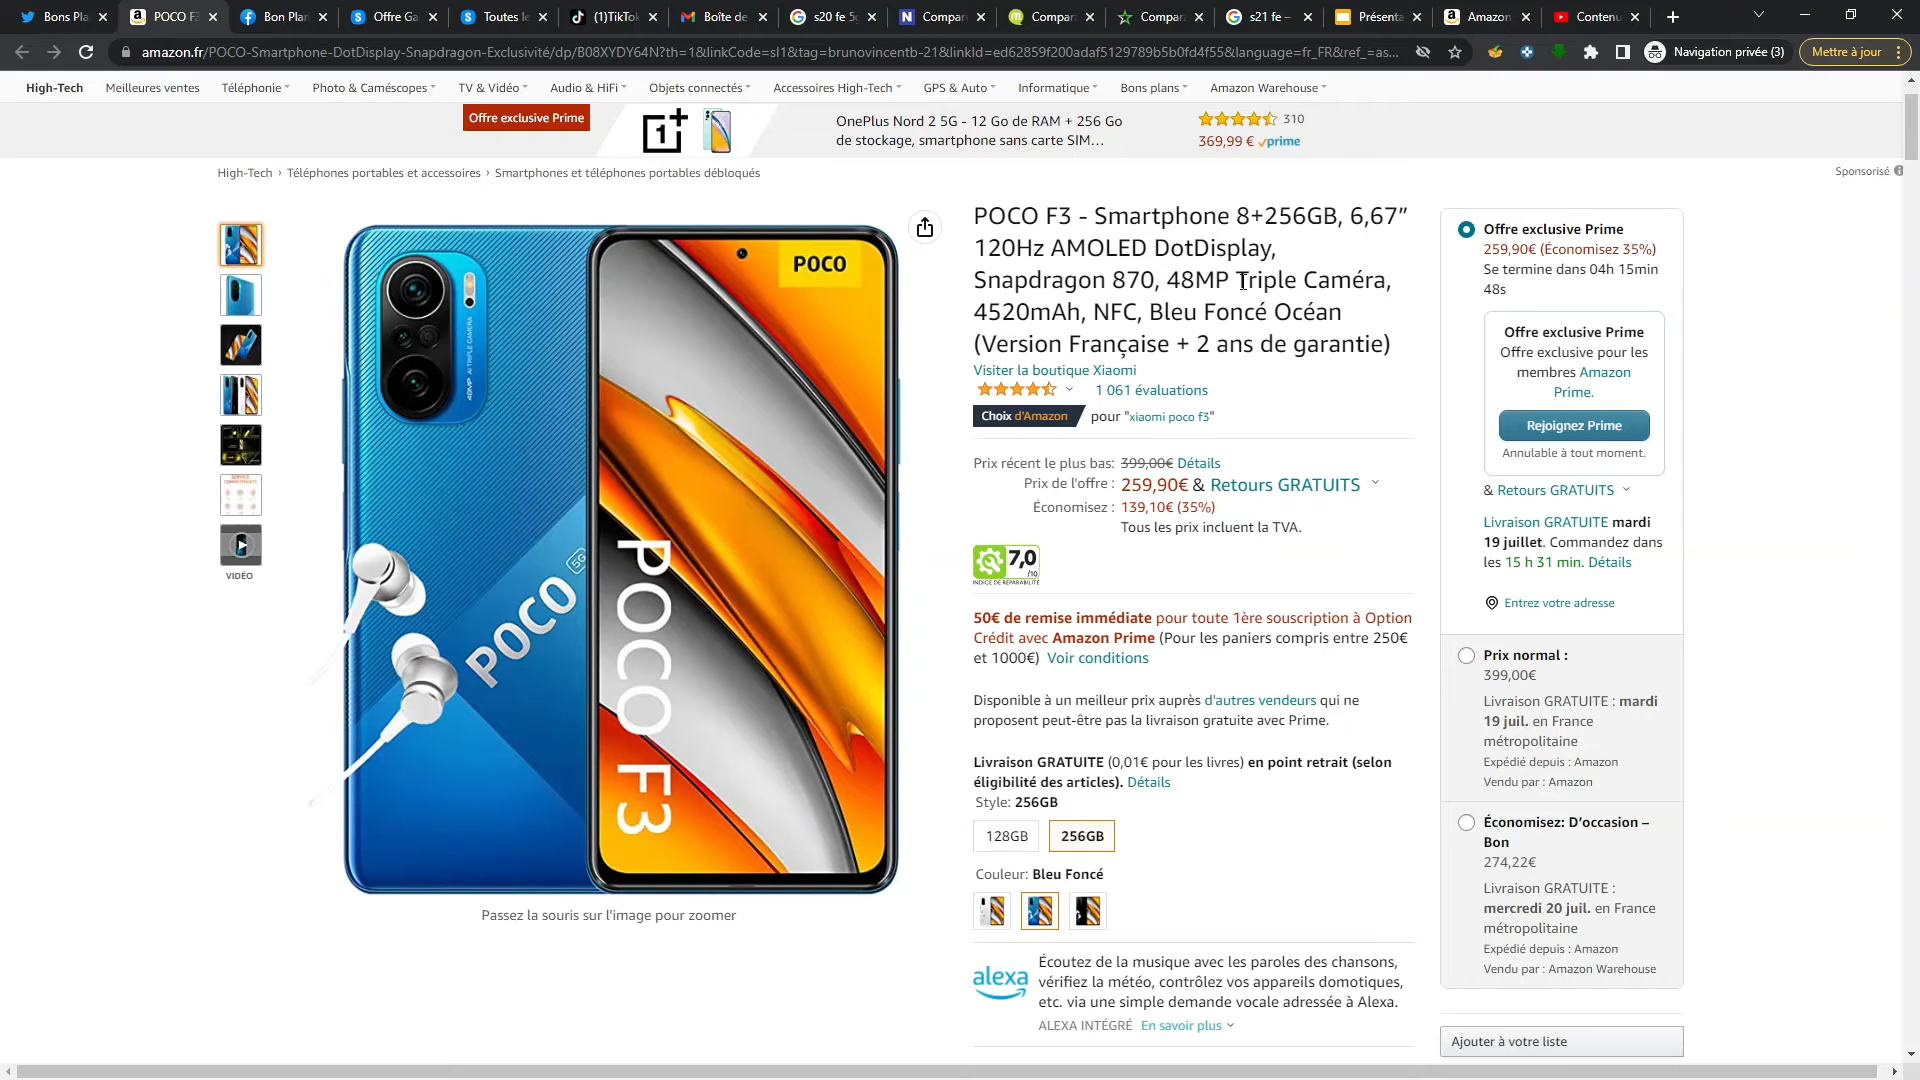 Bons Pla
POCO F3
Bon Plan
Offre Ga
Toutes le
(1)TikTok
Boîte de
s20 fe 5g
Compar
Compar
Compar
s21 fe –
Présenta
Amazon
Contenu
amazon.fr/POCO-Smartphone-DotDisplay-Snapdragon-Exclusivité/dp/B08XYDY64N?th=1&linkCode=sl1&tag=brunovincentb-21&linkId=ed62859f200adaf5129789b5b0fd4f55&language=fr_FR&ref_=as...
Navigation privée (3)
Mettre à jour
High-Tech
Meilleures ventes
Téléphonie
Photo & Caméscopes
TV & Vidéo
Audio & HiFi
Objets connectés
Accessoires High-Tech
GPS & Auto
Informatique
Bons plans
Amazon Warehouse
Offre exclusive Prime
OnePlus Nord 2 5G - 12 Go de RAM + 256 Go
de stockage, smartphone sans carte SIM...
310
369,99 € prime
High-Tech › Téléphones portables et accessoires › Smartphones et téléphones portables débloqués
Sponsorisé
VIDÉO
48MP AI TRIPLE CAMERA
POCO 5G
POCO
POCO F3
Passez la souris sur l'image pour zoomer
POCO F3 - Smartphone 8+256GB, 6,67”
120Hz AMOLED DotDisplay,
Snapdragon 870, 48MP Triple Caméra,
4520mAh, NFC, Bleu Foncé Océan
(Version Française + 2 ans de garantie)
Visiter la boutique Xiaomi
1 061 évaluations
Choix d'Amazon pour "xiaomi poco f3"
Prix récent le plus bas: 399,00€ Détails
Prix de l'offre : 259,90€ & Retours GRATUITS
Économisez : 139,10€ (35%)
Tous les prix incluent la TVA.
7,0
/10
INDICE DE RÉPARABILITÉ
50€ de remise immédiate pour toute 1ère souscription à Option
Crédit avec Amazon Prime (Pour les paniers compris entre 250€
et 1000€) Voir conditions
Disponible à un meilleur prix auprès d'autres vendeurs qui ne
proposent peut-être pas la livraison gratuite avec Prime.
Livraison GRATUITE (0,01€ pour les livres) en point retrait (selon
éligibilité des articles). Détails
Style: 256GB
128GB
256GB
Couleur: Bleu Foncé
alexa
Écoutez de la musique avec les paroles des chansons,
vérifiez la météo, contrôlez vos appareils domotiques,
etc. via une simple demande vocale adressée à Alexa.
ALEXA INTÉGRÉ En savoir plus
Offre exclusive Prime
259,90€ (Économisez 35%)
Se termine dans 04h 15min
48s
Offre exclusive Prime
Offre exclusive pour les
membres Amazon
Prime.
Rejoignez Prime
Annulable à tout moment.
& Retours GRATUITS
Livraison GRATUITE mardi
19 juillet. Commandez dans
les 15 h 31 min. Détails
Entrez votre adresse
Prix normal :
399,00€
Livraison GRATUITE : mardi
19 juil. en France
métropolitaine
Expédié depuis : Amazon
Vendu par : Amazon
Économisez: D’occasion –
Bon
274,22€
Livraison GRATUITE :
mercredi 20 juil. en France
métropolitaine
Expédié depuis : Amazon
Vendu par : Amazon Warehouse
Ajouter à votre liste